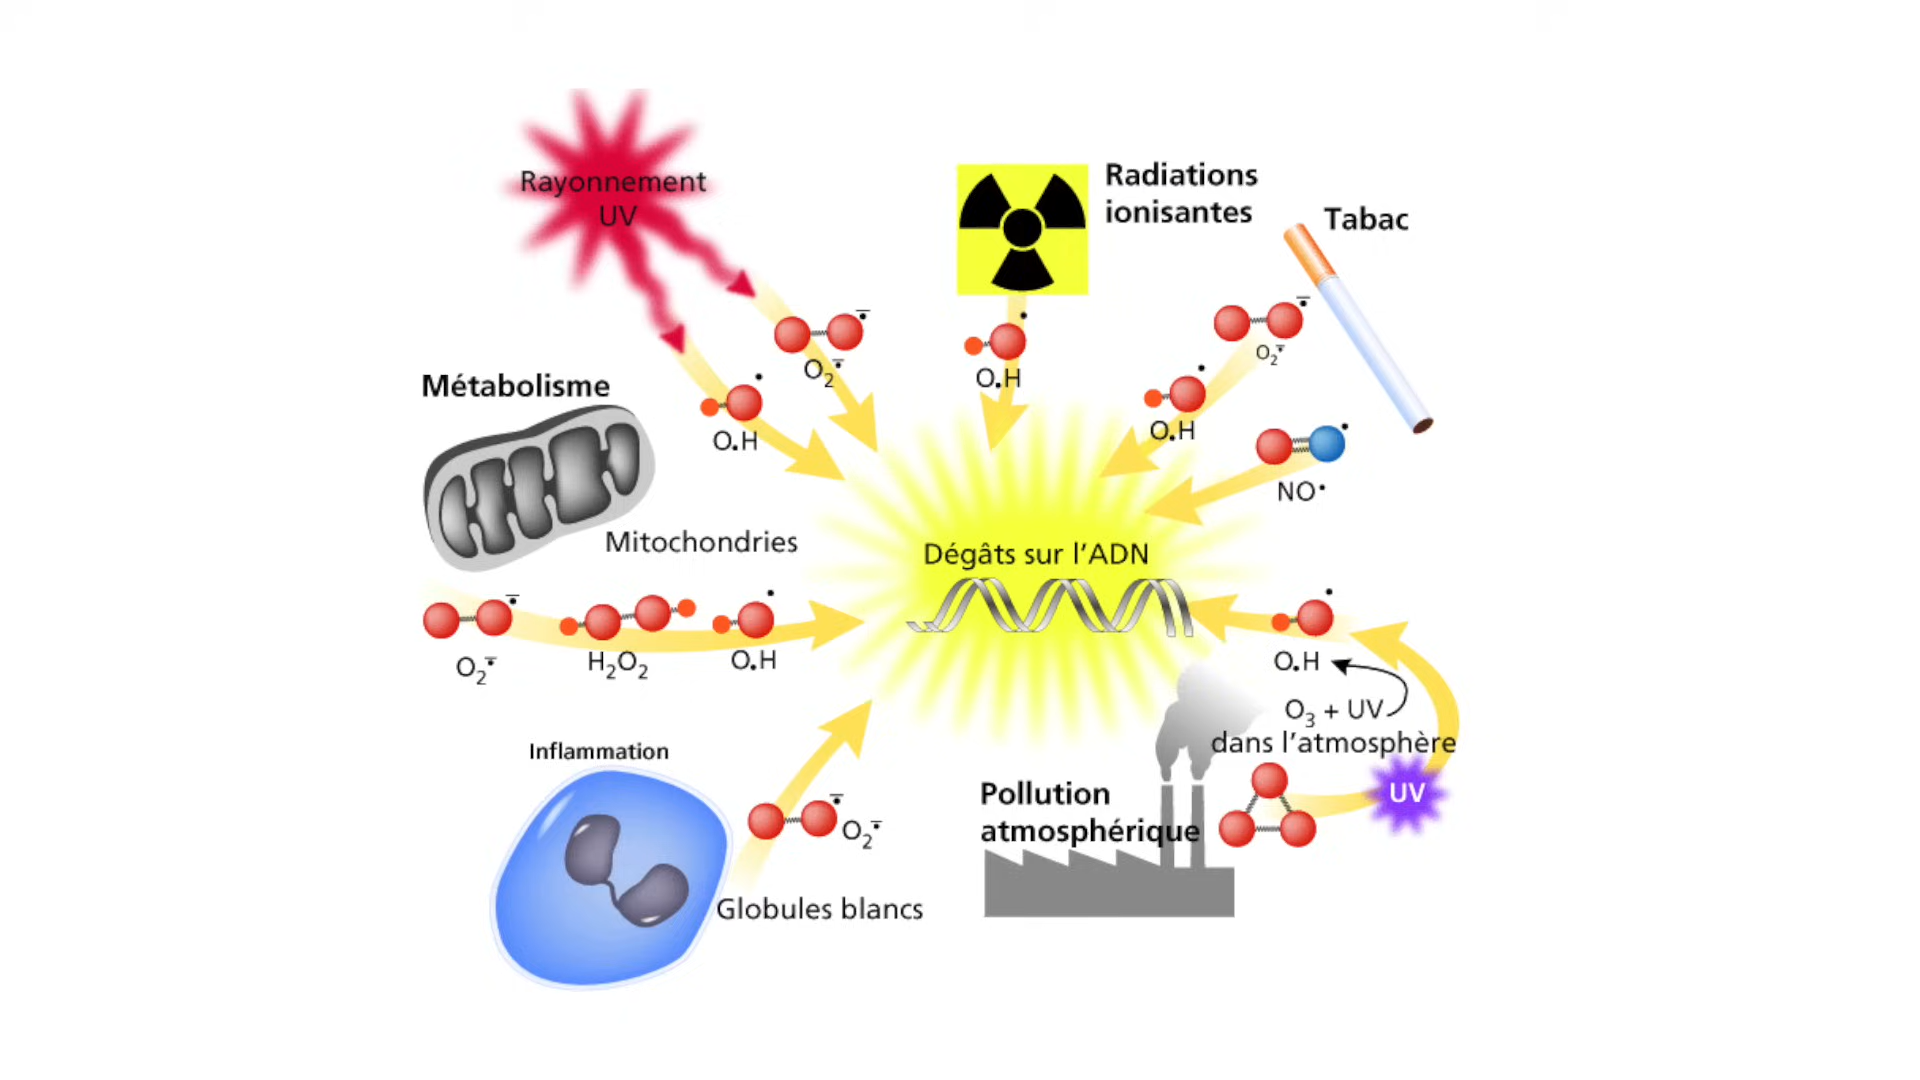 Rayonnement
UV
Radiations
ionisantes
Tabac
O₂•̅
O.H
O₂•̅
O.H
O.H
NO•
Métabolisme
Mitochondries
O₂•̅
H₂O₂
O.H
Dégâts sur l'ADN
O.H
O₃ + UV
dans l'atmosphère
UV
Inflammation
O₂•̅
Globules blancs
Pollution
atmosphérique